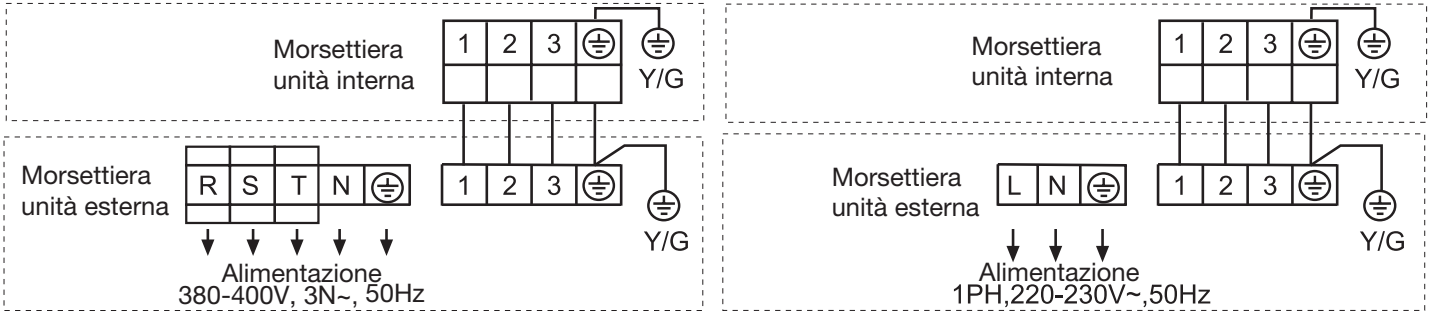 Morsettiera
unità interna
1 2 3
Y/G
Morsettiera
unità esterna
R S T N
1 2 3
Y/G
Alimentazione
380-400V, 3N~, 50Hz
Morsettiera
unità interna
1 2 3
Y/G
Morsettiera
unità esterna
L N
1 2 3
Y/G
Alimentazione
1PH,220-230V~,50Hz